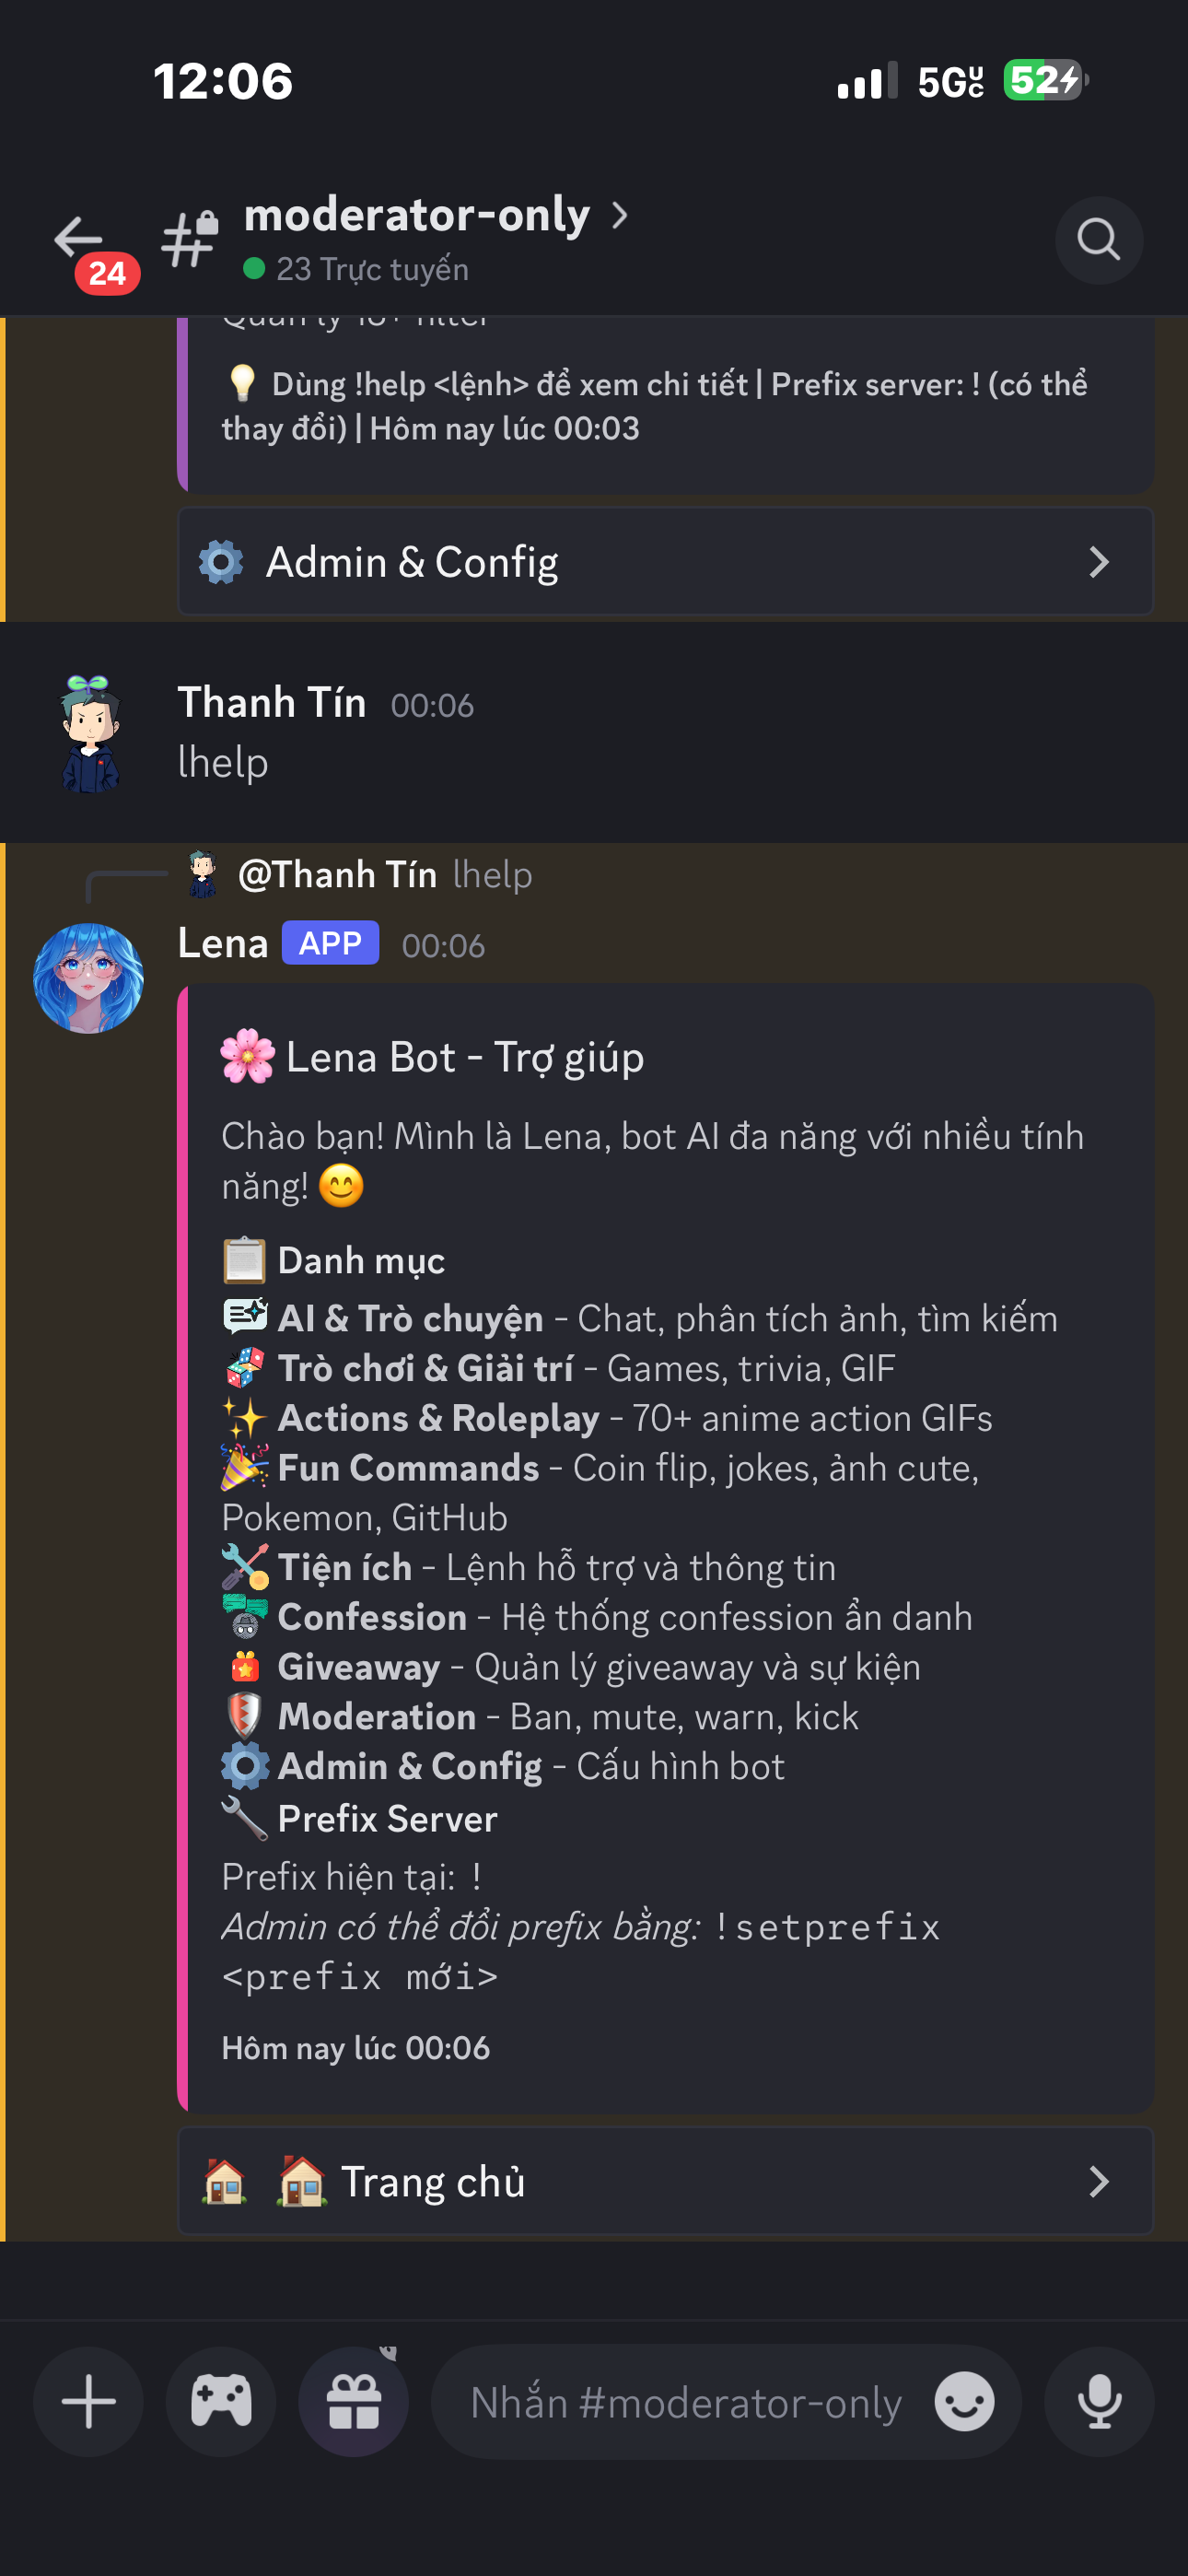 12:06
5G UC 52
moderator-only
24
23 Trực tuyến
Quản lý 18+ filter
Dùng !help <lệnh> để xem chi tiết | Prefix server: ! (có thể
thay đổi) | Hôm nay lúc 00:03
Admin & Config
Thanh Tín 00:06
lhelp
@Thanh Tín lhelp
Lena APP 00:06
Lena Bot - Trợ giúp
Chào bạn! Mình là Lena, bot AI đa năng với nhiều tính
năng! 😊
Danh mục
AI & Trò chuyện - Chat, phân tích ảnh, tìm kiếm
Trò chơi & Giải trí - Games, trivia, GIF
Actions & Roleplay - 70+ anime action GIFs
Fun Commands - Coin flip, jokes, ảnh cute,
Pokemon, GitHub
Tiện ích - Lệnh hỗ trợ và thông tin
Confession - Hệ thống confession ẩn danh
Giveaway - Quản lý giveaway và sự kiện
Moderation - Ban, mute, warn, kick
Admin & Config - Cấu hình bot
Prefix Server
Prefix hiện tại: !
Admin có thể đổi prefix bằng: !setprefix
<prefix mới>
Hôm nay lúc 00:06
Trang chủ
Nhắn #moderator-only